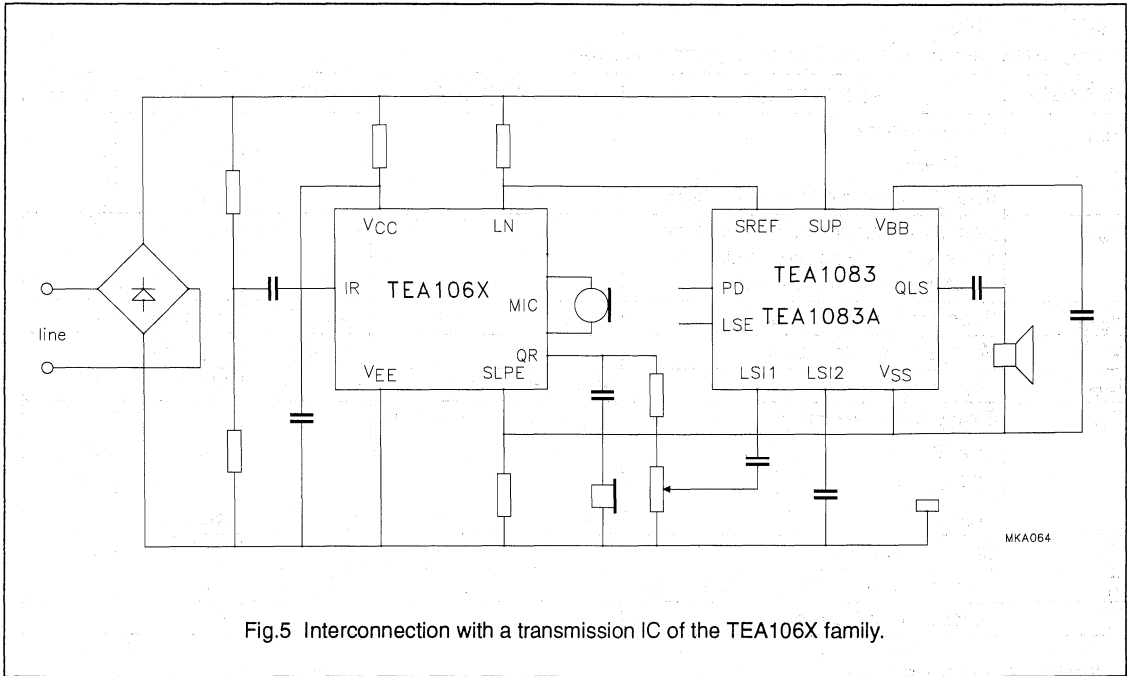 VCC
LN
SREF
SUP
VBB
IR
TEA106X
MIC
PD
TEA1083
QLS
LSE
TEA1083A
line
QR
VEE
SLPE
LSI1
LSI2
VSS
MKA064
Fig.5 Interconnection with a transmission IC of the TEA106X family.